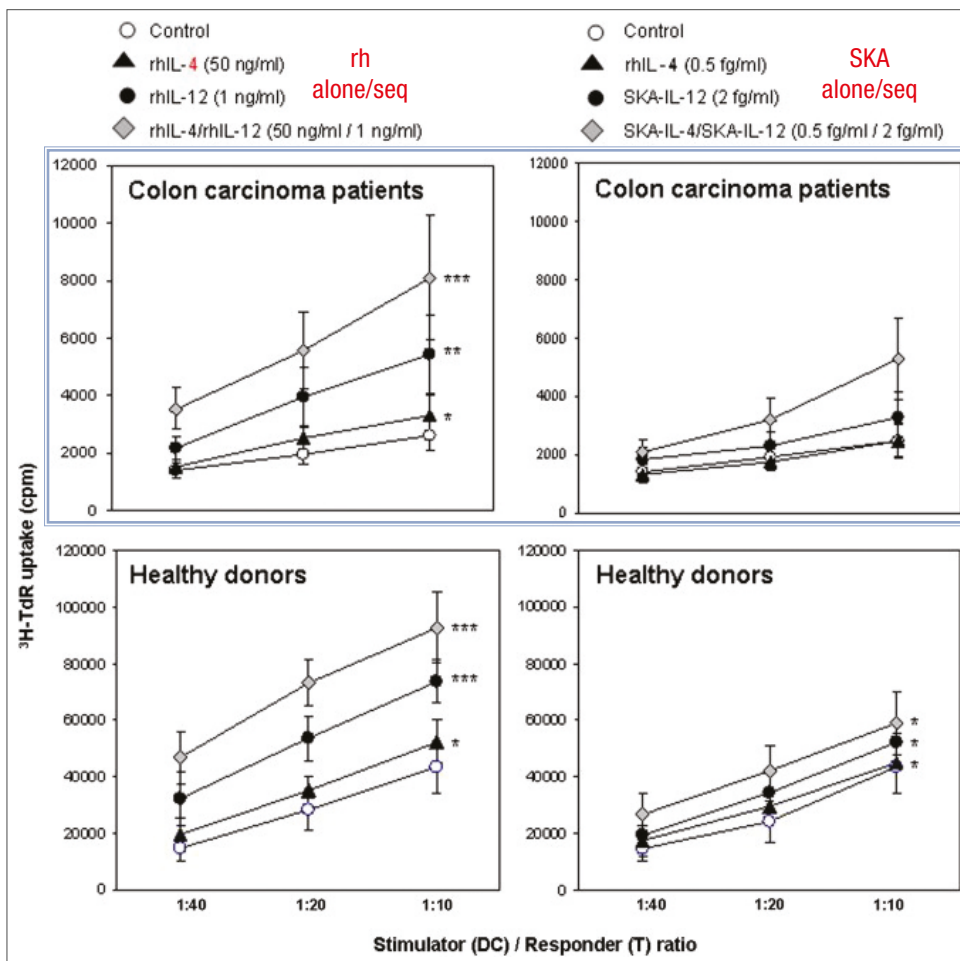 Control
rhIL-4 (50 ng/ml)
rhIL-12 (1 ng/ml)
rhIL-4/rhIL-12 (50 ng/ml / 1 ng/ml)
rh
alone/seq
Control
rhIL-4 (0.5 fg/ml)
SKA-IL-12 (2 fg/ml)
SKA-IL-4/SKA-IL-12 (0.5 fg/ml / 2 fg/ml)
SKA
alone/seq
³H-TdR uptake (cpm)
Colon carcinoma patients
12000
10000
8000
6000
4000
2000
0
***
**
*
Colon carcinoma patients
12000
10000
8000
6000
4000
2000
0
Healthy donors
120000
100000
80000
60000
40000
20000
0
***
***
*
1:40 1:20 1:10
Healthy donors
120000
100000
80000
60000
40000
20000
0
*
*
*
1:40 1:20 1:10
Stimulator (DC) / Responder (T) ratio